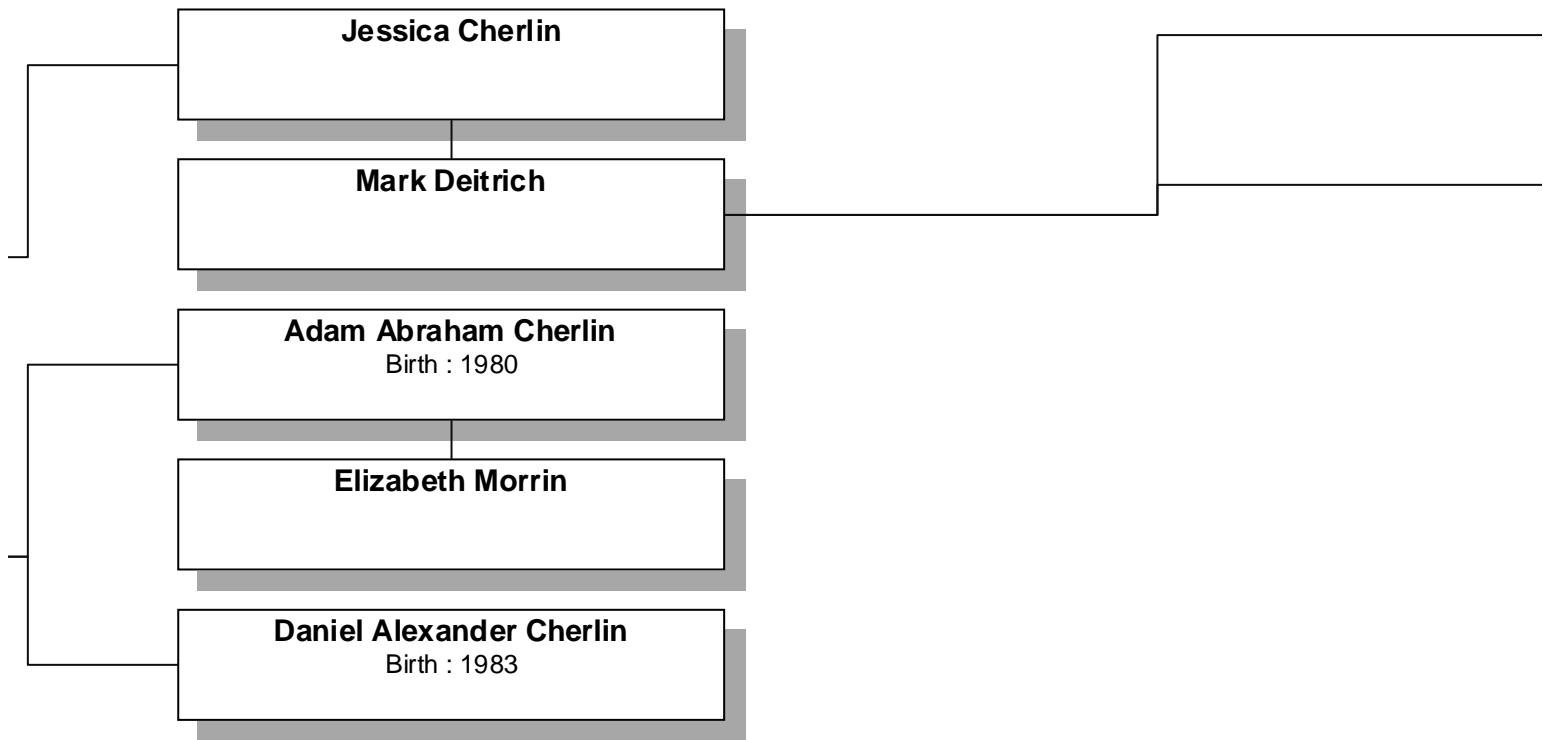 Jessica Cherlin
Mark Deitrich
Adam Abraham Cherlin
Birth : 1980
Elizabeth Morrin
Daniel Alexander Cherlin
Birth : 1983